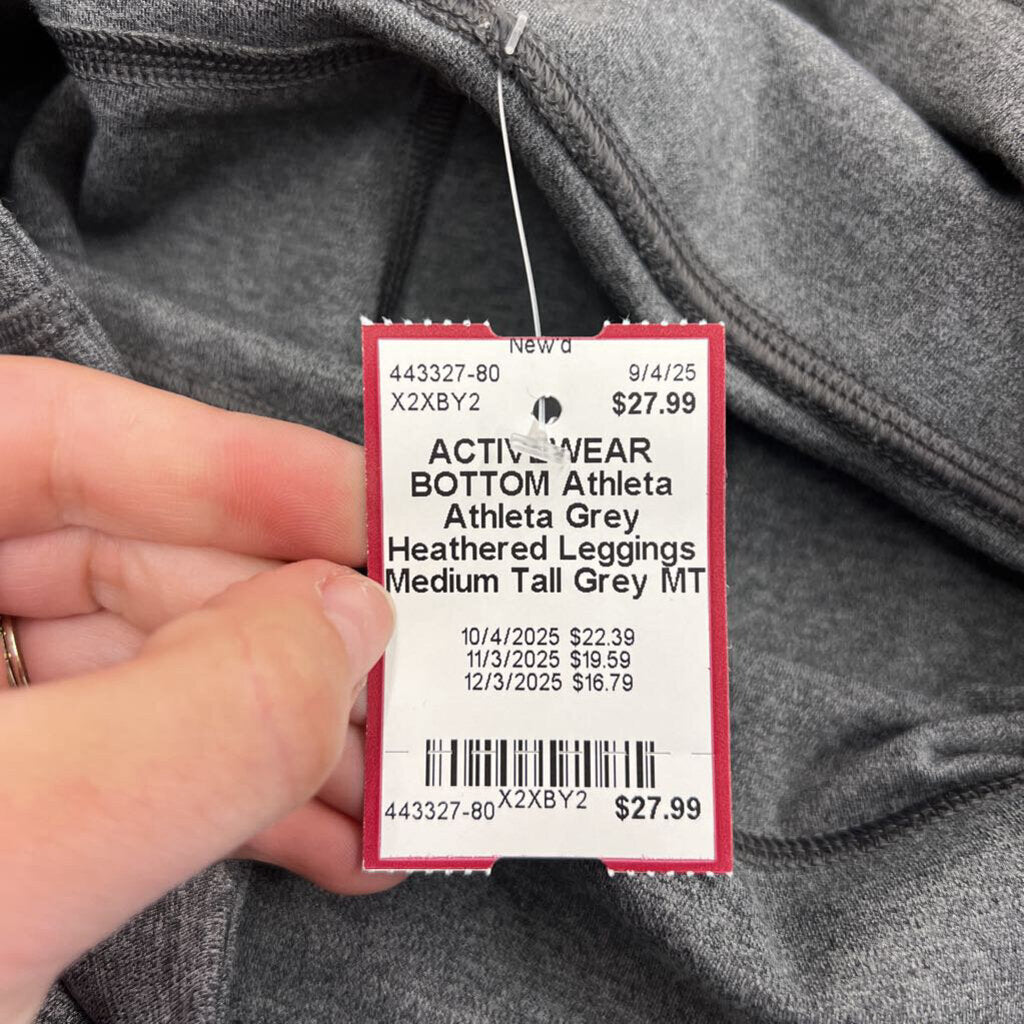 New'd
443327-80 9/4/25
X2XBY2 $27.99
ACTIVEWEAR
BOTTOM Athleta
Athleta Grey
Heathered Leggings
Medium Tall Grey MT
10/4/2025 $22.39
11/3/2025 $19.59
12/3/2025 $16.79
443327-80 X2XBY2 $27.99